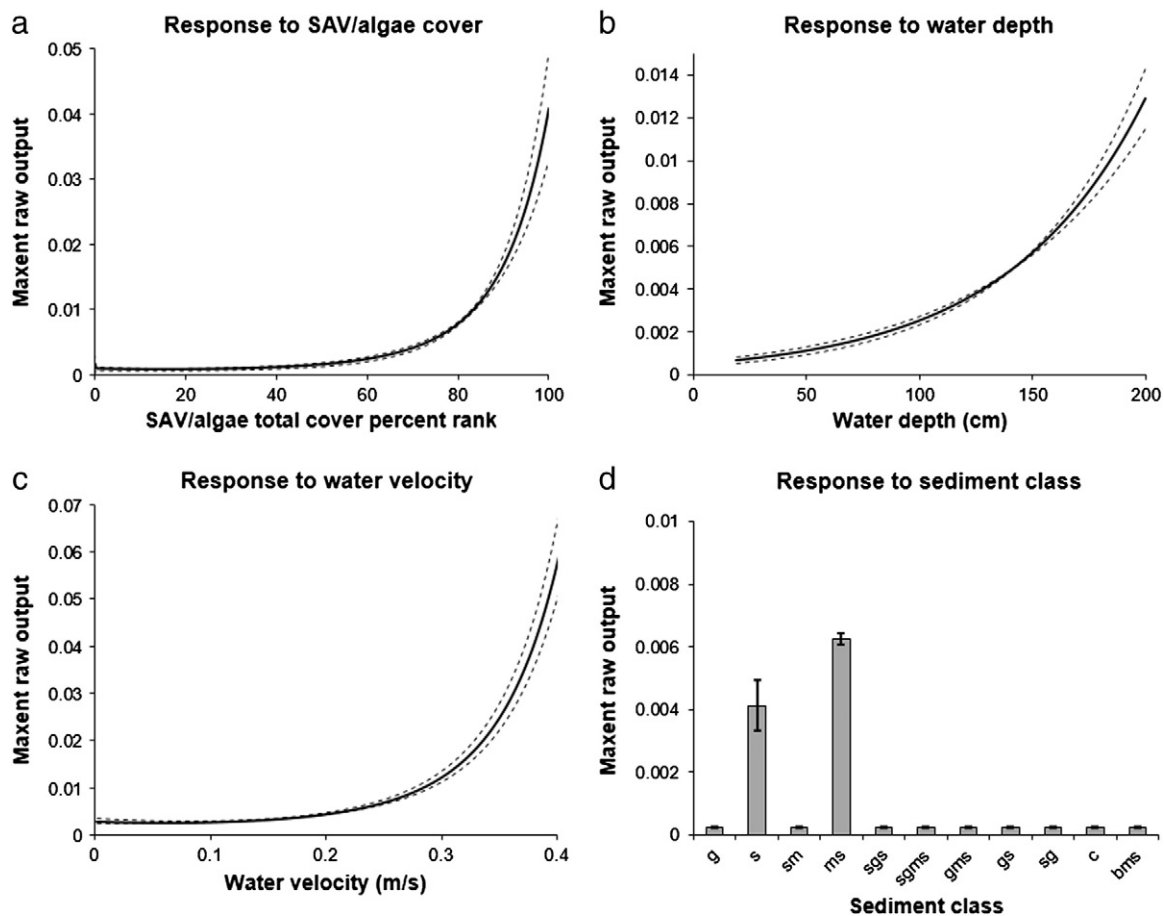 a
Response to SAV/algae cover
0.05
0.04
0.03
0.02
0.01
0
Maxent raw output
0 20 40 60 80 100
SAV/algae total cover percent rank
b
Response to water depth
0.014
0.012
0.01
0.008
0.006
0.004
0.002
0
Maxent raw output
0 50 100 150 200
Water depth (cm)
c
Response to water velocity
0.07
0.06
0.05
0.04
0.03
0.02
0.01
0
Maxent raw output
0 0.1 0.2 0.3 0.4
Water velocity (m/s)
d
Response to sediment class
0.01
0.008
0.006
0.004
0.002
0
Maxent raw output
g s sm ms sgs sgms gms gs sg c bms
Sediment class